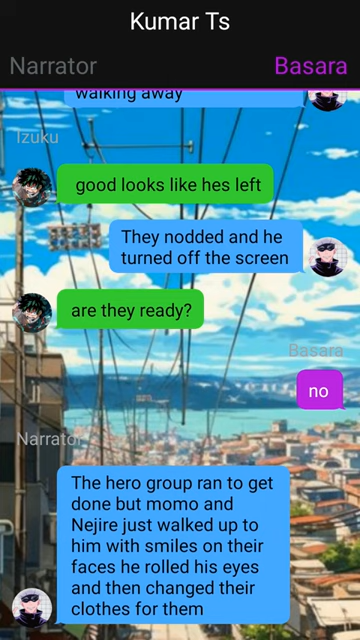 Kumar Ts
Narrator
Basara
walking away
Izuku
good looks like hes left
They nodded and he
turned off the screen
are they ready?
Basara
no
Narrator
The hero group ran to get
done but momo and
Nejire just walked up to
him with smiles on their
faces he rolled his eyes
and then changed their
clothes for them